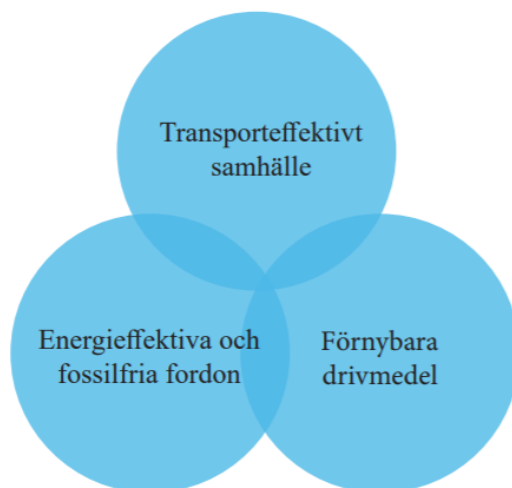 Transporteffektivt
samhälle
Energieffektiva och
fossilfria fordon
Förnybara
drivmedel